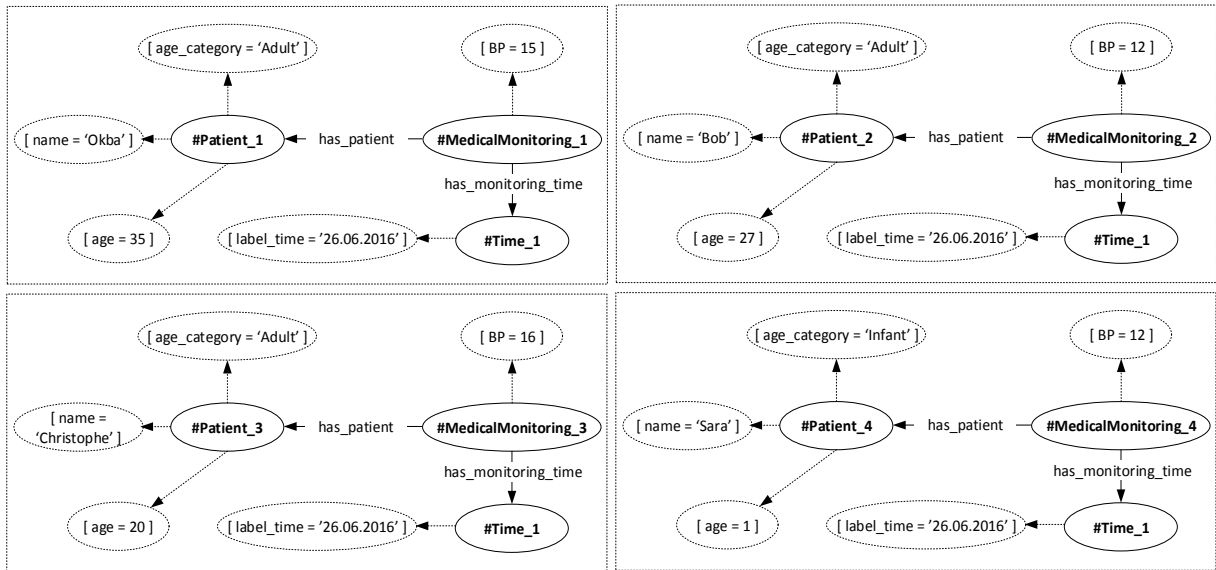 [ age_category = ‘Adult’ ]
[ BP = 15 ]
[ name = ‘Okba’ ]
#Patient_1
has_patient
#MedicalMonitoring_1
has_monitoring_time
[ age = 35 ]
[ label_time = ’26.06.2016’ ]
#Time_1
[ age_category = ‘Adult’ ]
[ BP = 12 ]
[ name = ‘Bob’ ]
#Patient_2
has_patient
#MedicalMonitoring_2
has_monitoring_time
[ age = 27 ]
[ label_time = ’26.06.2016’ ]
#Time_1
[ age_category = ‘Adult’ ]
[ BP = 16 ]
[ name =
‘Christophe’ ]
#Patient_3
has_patient
#MedicalMonitoring_3
has_monitoring_time
[ age = 20 ]
[ label_time = ’26.06.2016’ ]
#Time_1
[ age_category = ‘Infant’ ]
[ BP = 12 ]
[ name = ‘Sara’ ]
#Patient_4
has_patient
#MedicalMonitoring_4
has_monitoring_time
[ age = 1 ]
[ label_time = ’26.06.2016’ ]
#Time_1